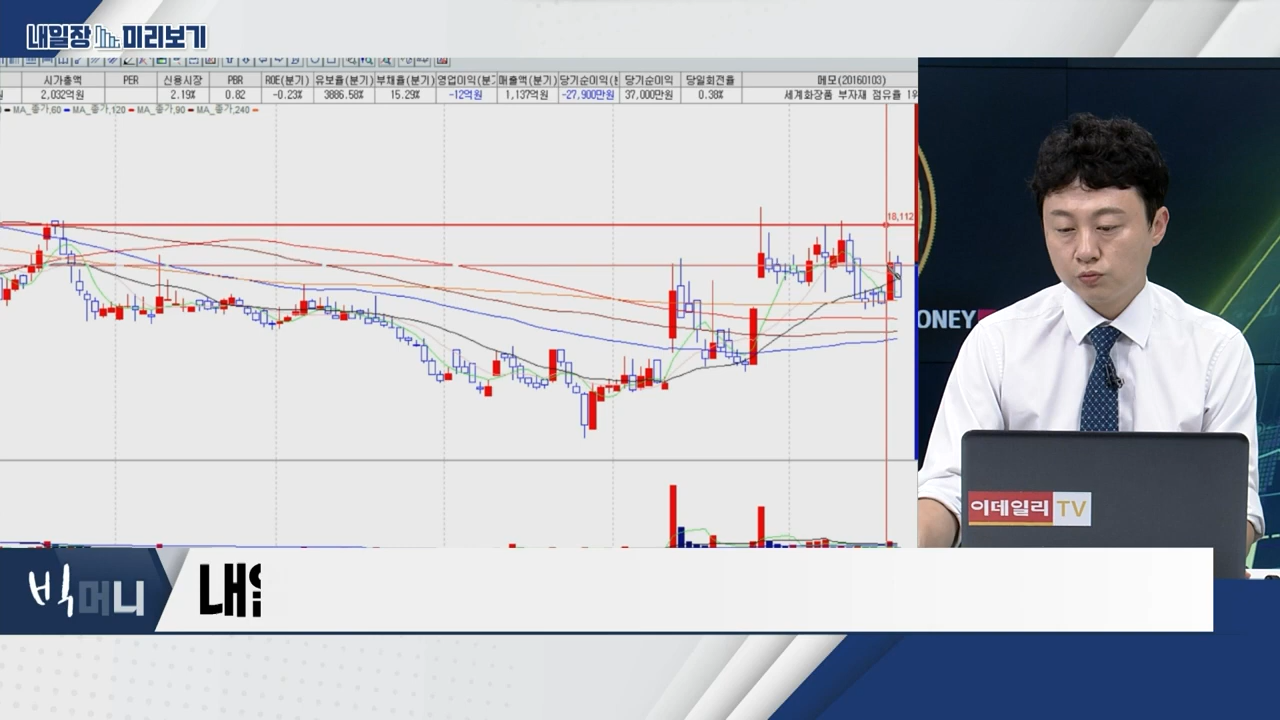 내일장 미리보기
시가총액 PER 신용시장 PBR ROE(분기) 유보율(분기) 부채율(분기) 영업이익(분기 매출액(분기) 당기순이익(분 당기순이익 당일회전율 메모(20160103)
2,032억원 2.19% 0.82 -0.23% 3886.58% 15.29% -12억원 1,137억원 -27,900만원 37,000만원 0.38% 세계화장품 부자재 점유율 1위
MA_종가,60 MA_종가,120 MA_종가,90 MA_종가,240
18,112
ONEY
이데일리 TV
빅머니
내일